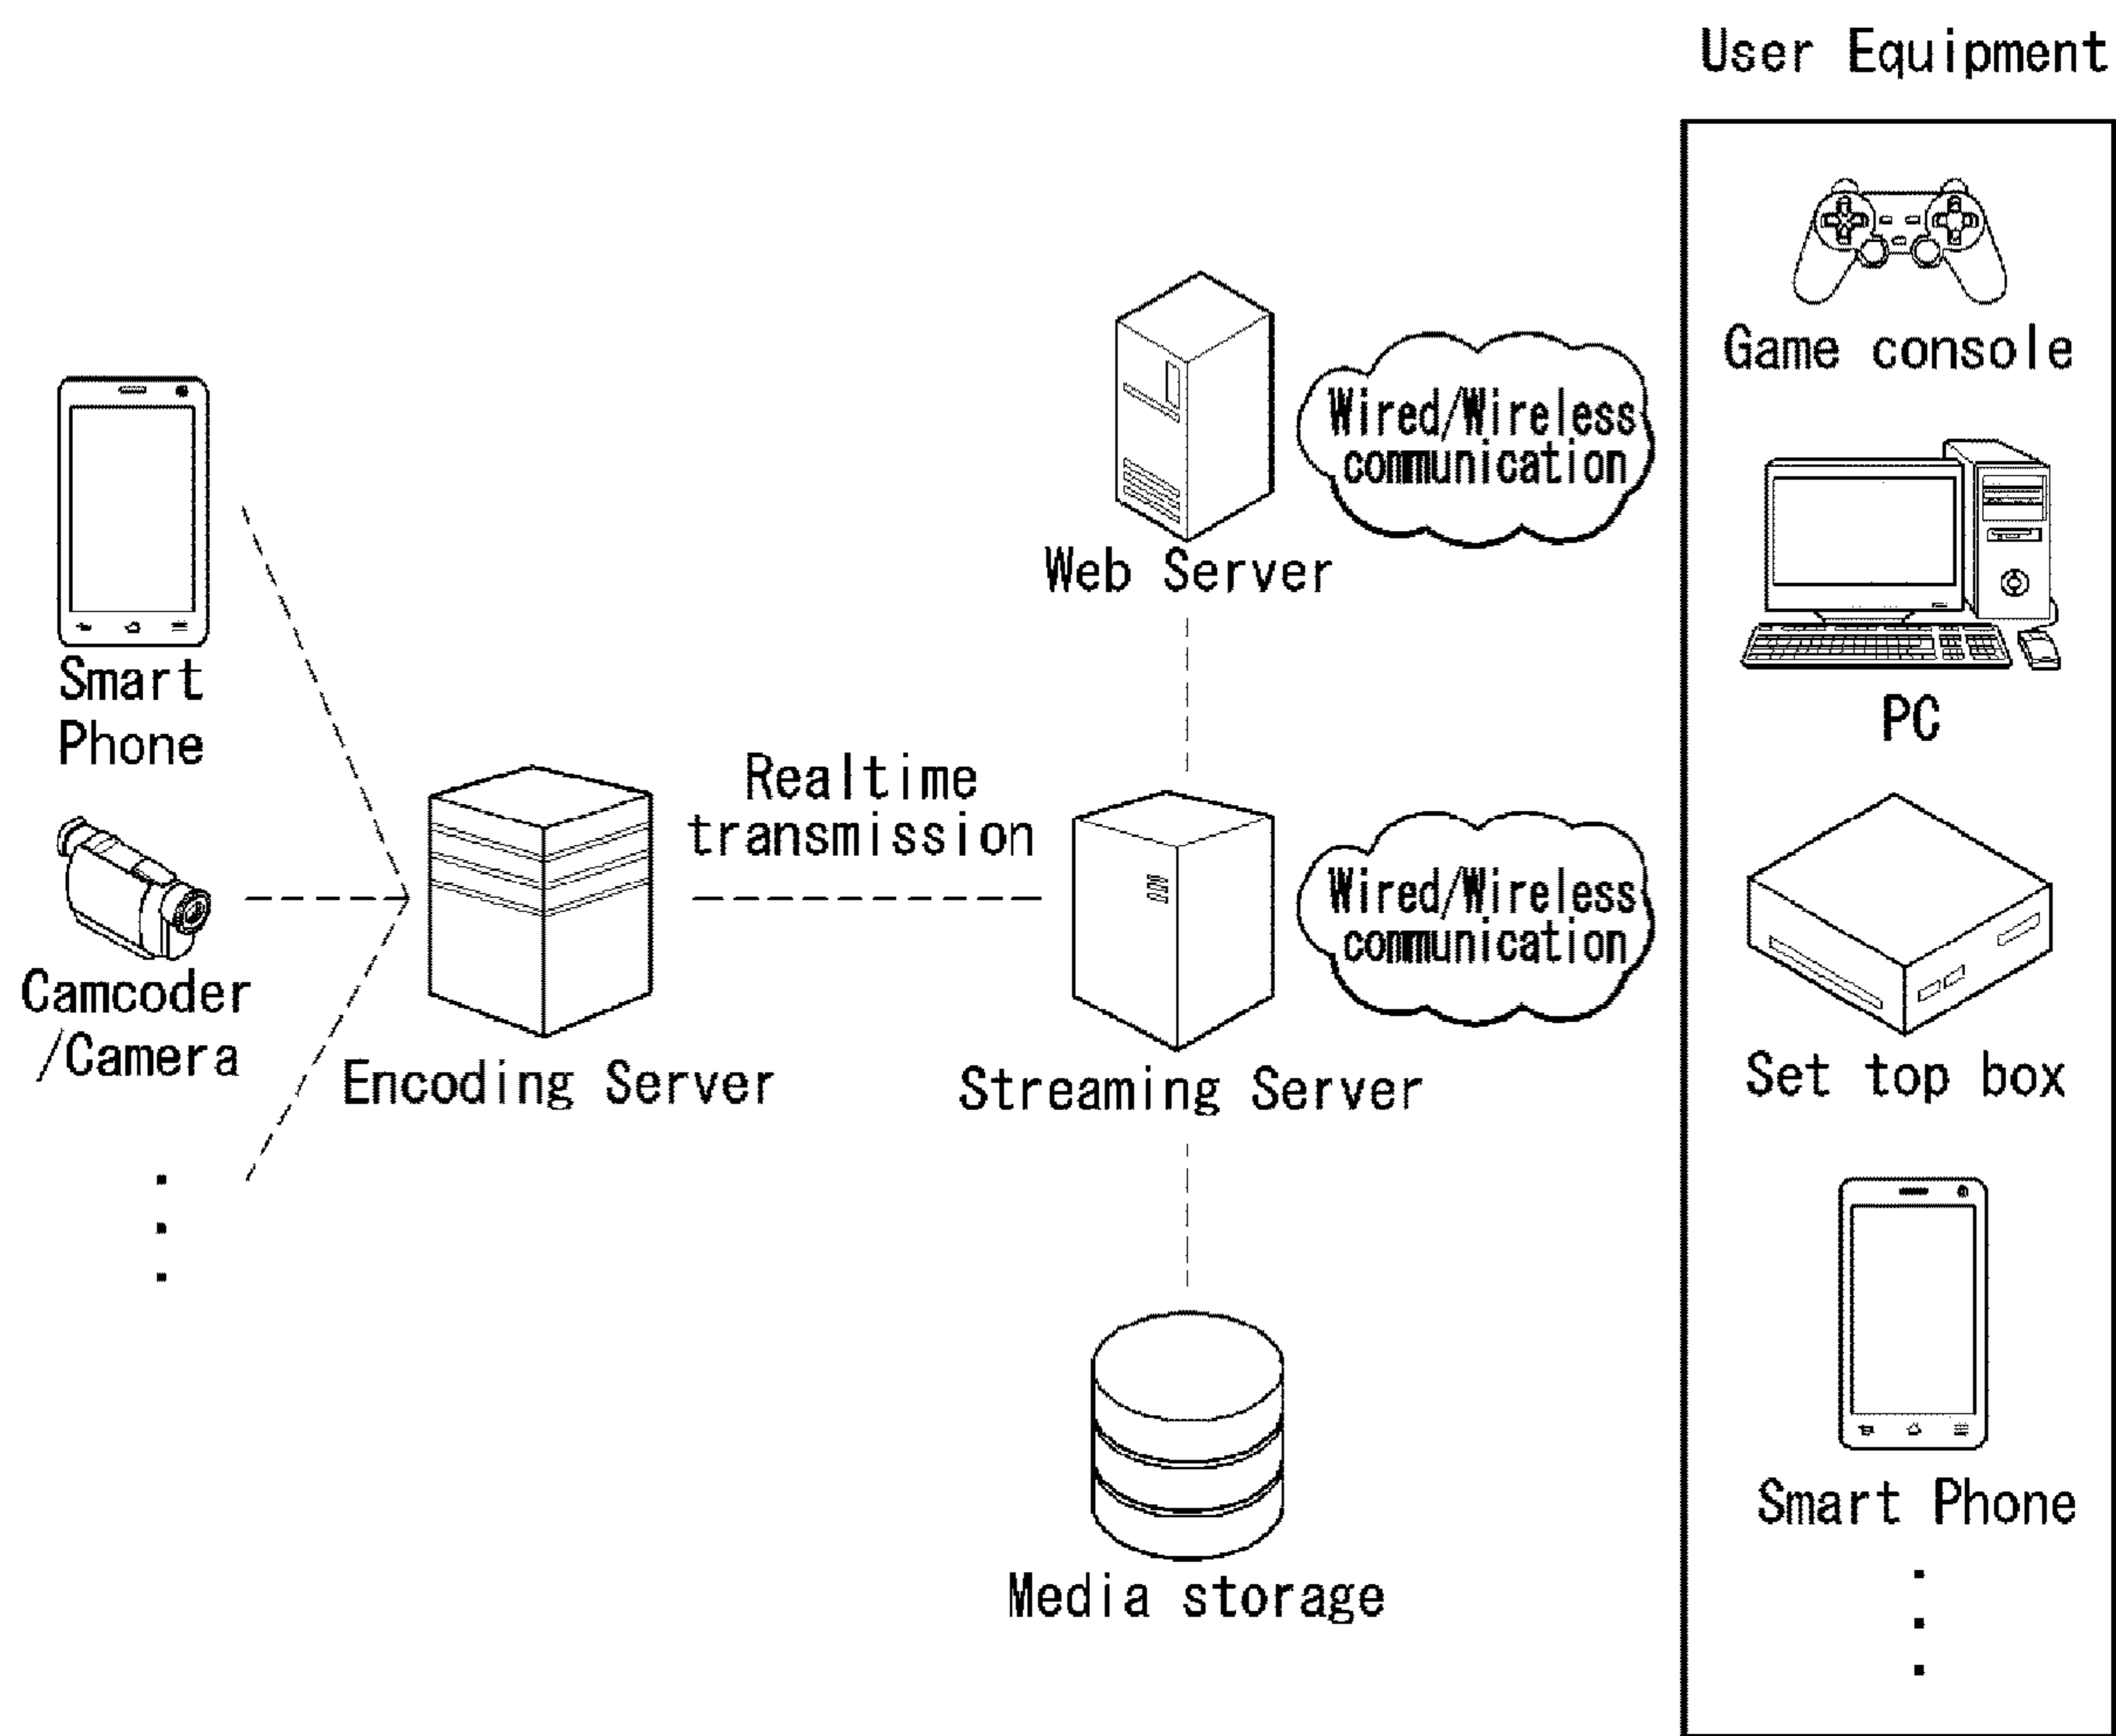 User Equipment
Game console
Wired/Wireless
communication
Web Server
Smart
Phone
PC
Realtime
transmission
Wired/Wireless
communication
Camcoder
/Camera
Encoding Server
Streaming Server
Set top box
Smart Phone
Media storage